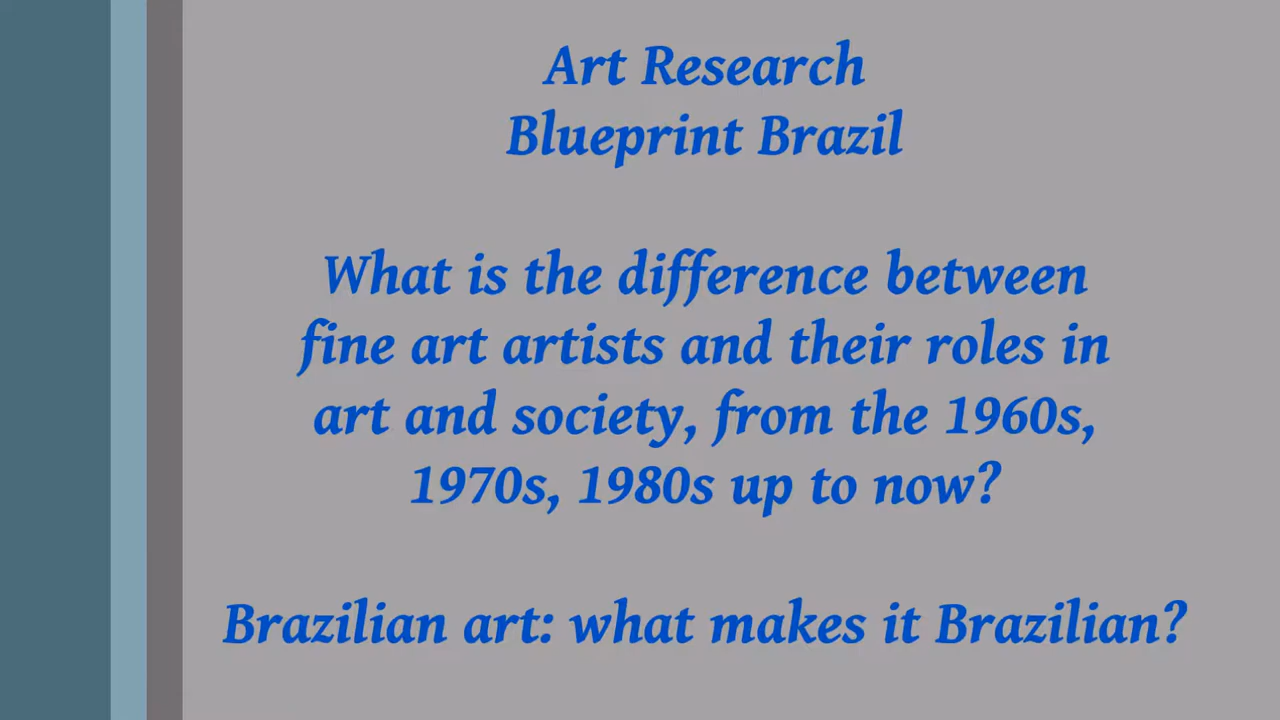 Art Research
Blueprint Brazil
What is the difference between
fine art artists and their roles in
art and society, from the 1960s,
1970s, 1980s up to now?
Brazilian art: what makes it Brazilian?